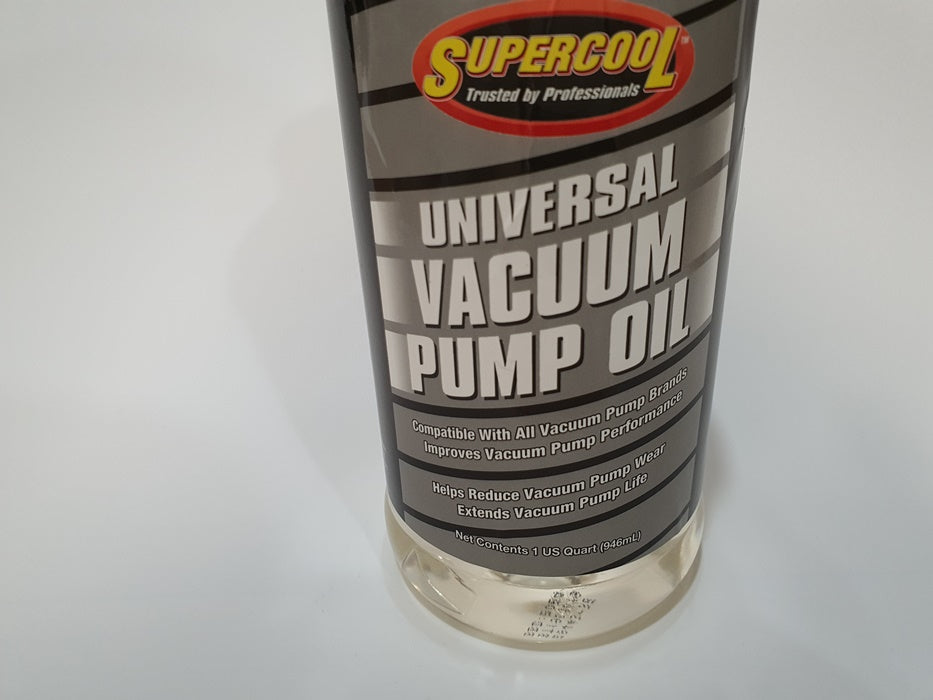 SUPERCOOL™
Trusted by Professionals
UNIVERSAL
VACUUM
PUMP OIL
Compatible With All Vacuum Pump Brands
Improves Vacuum Pump Performance
Helps Reduce Vacuum Pump Wear
Extends Vacuum Pump Life
Net Contents 1 US Quart (946mL)